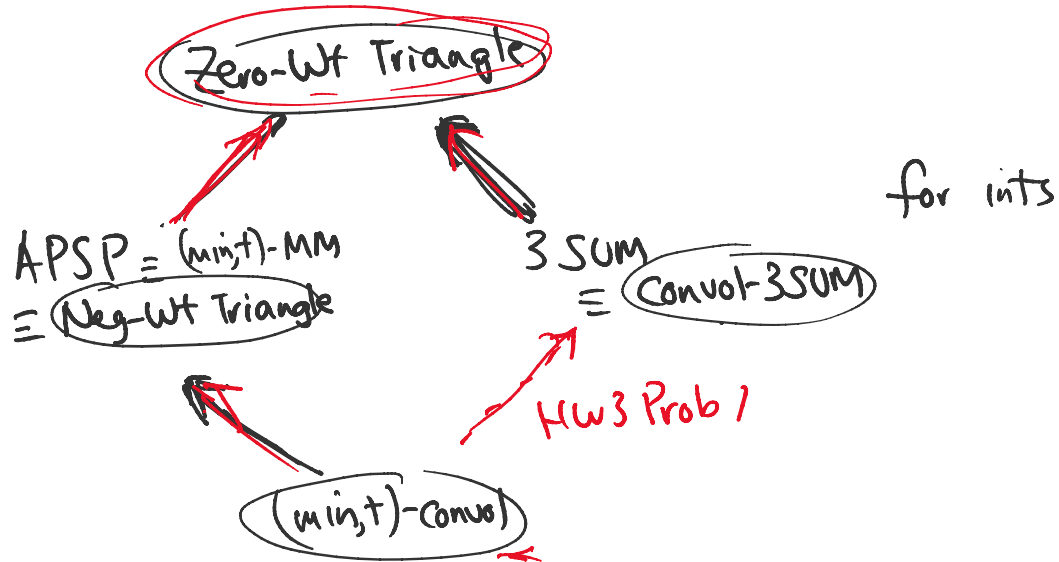 Zero-Wt Triangle
for ints
APSP ≡ (min,+)-MM
≡ Neg-Wt Triangle
3SUM
≡ Convol-3SUM
HW3 Prob 1
(min,+)-Convol